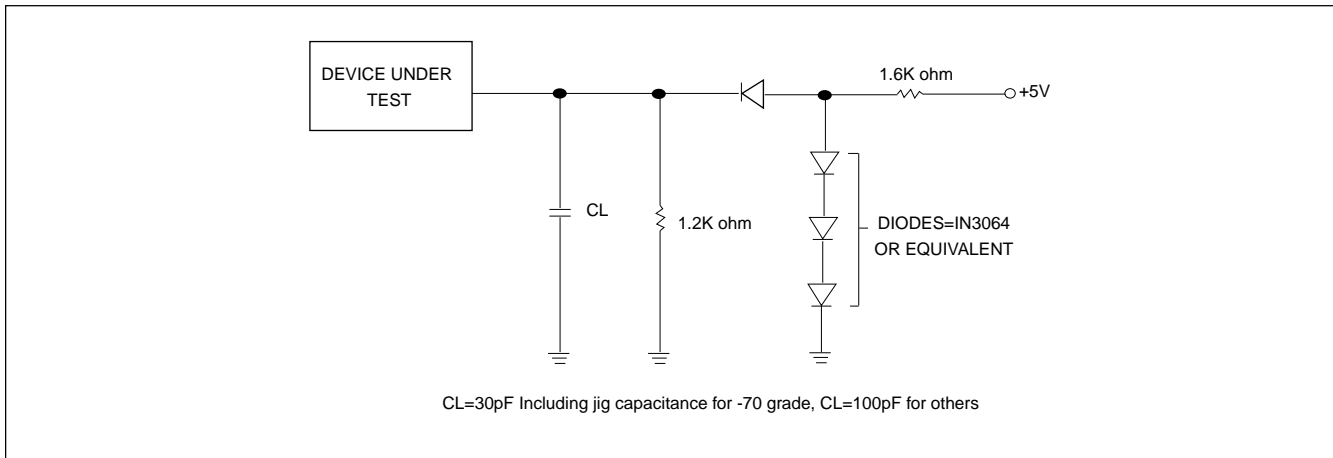 DEVICE UNDER
TEST
1.6K ohm
+5V
CL
1.2K ohm
DIODES=IN3064
OR EQUIVALENT
CL=30pF Including jig capacitance for -70 grade, CL=100pF for others